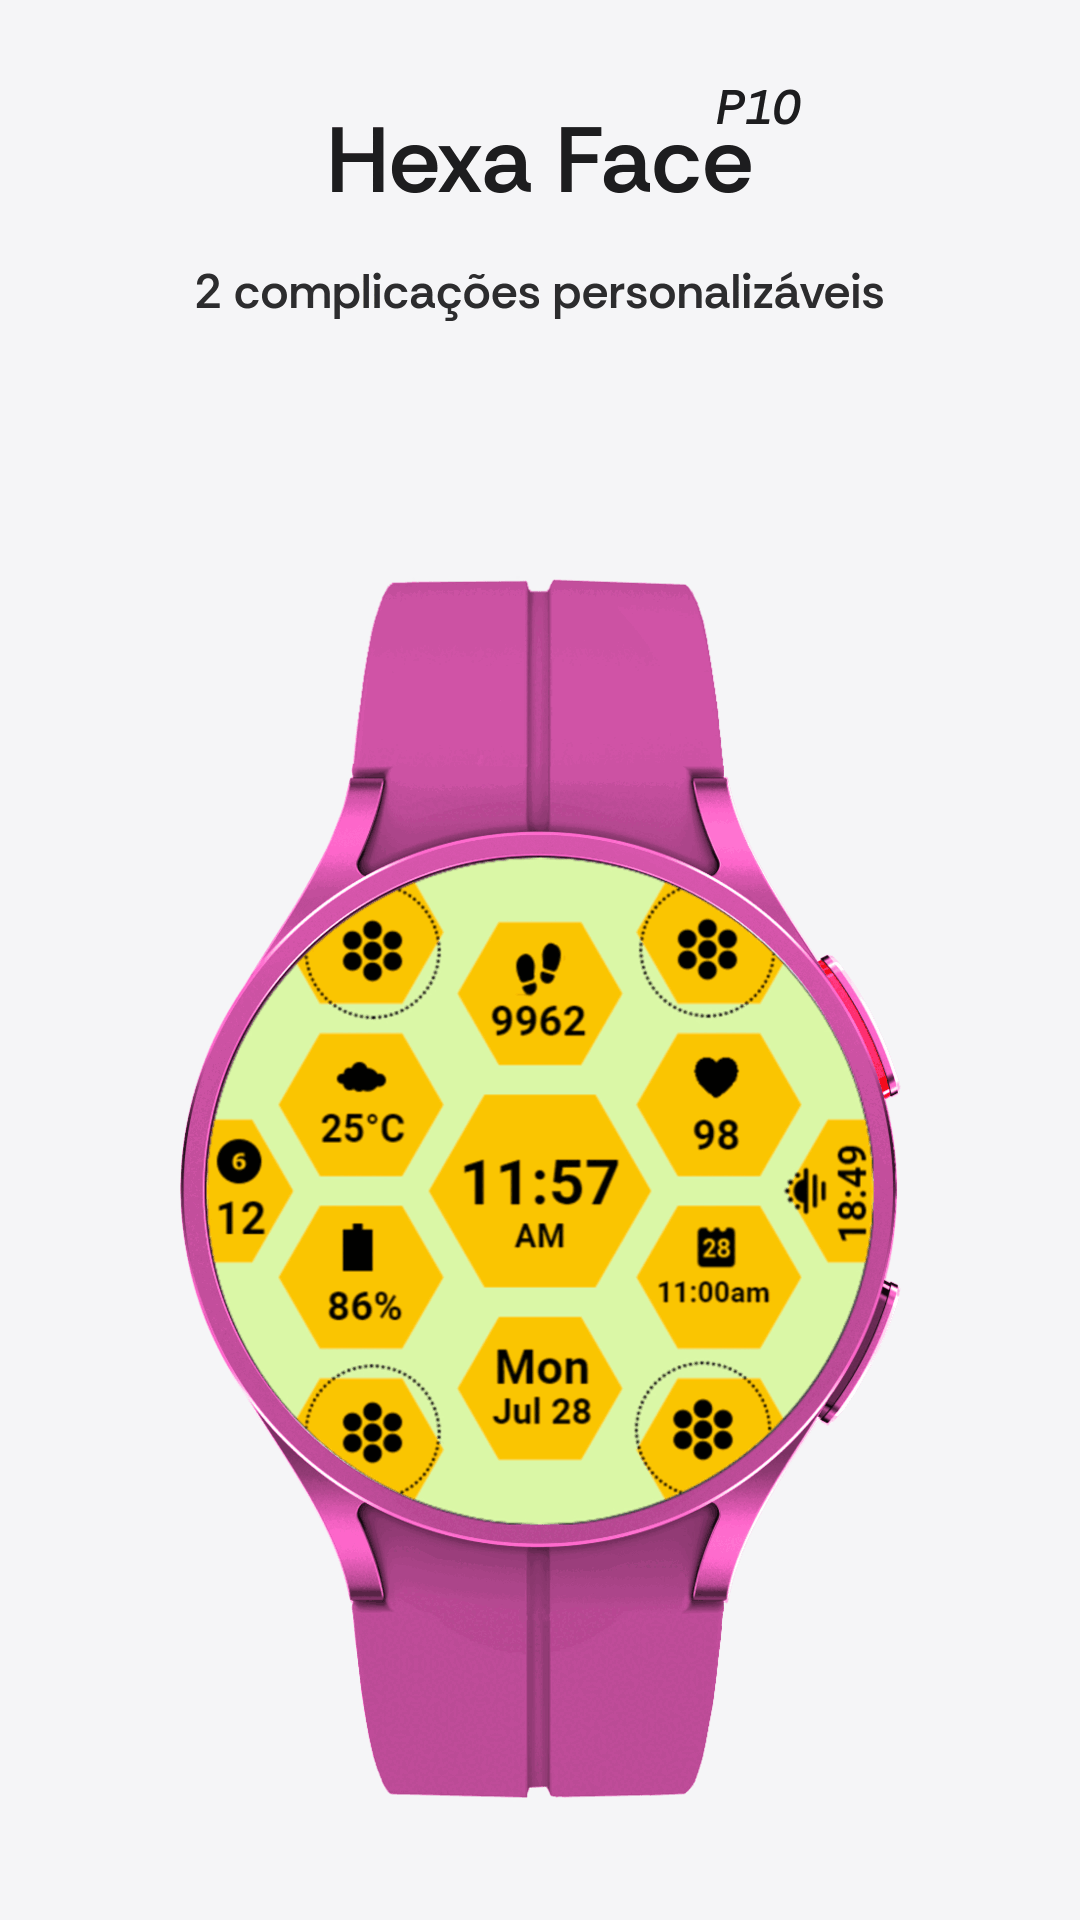 P10
Hexa Face
2 complicações personalizáveis
9962
25°C
98
6
12
11:57
AM
18:49
86%
28
11:00am
Mon
Jul 28